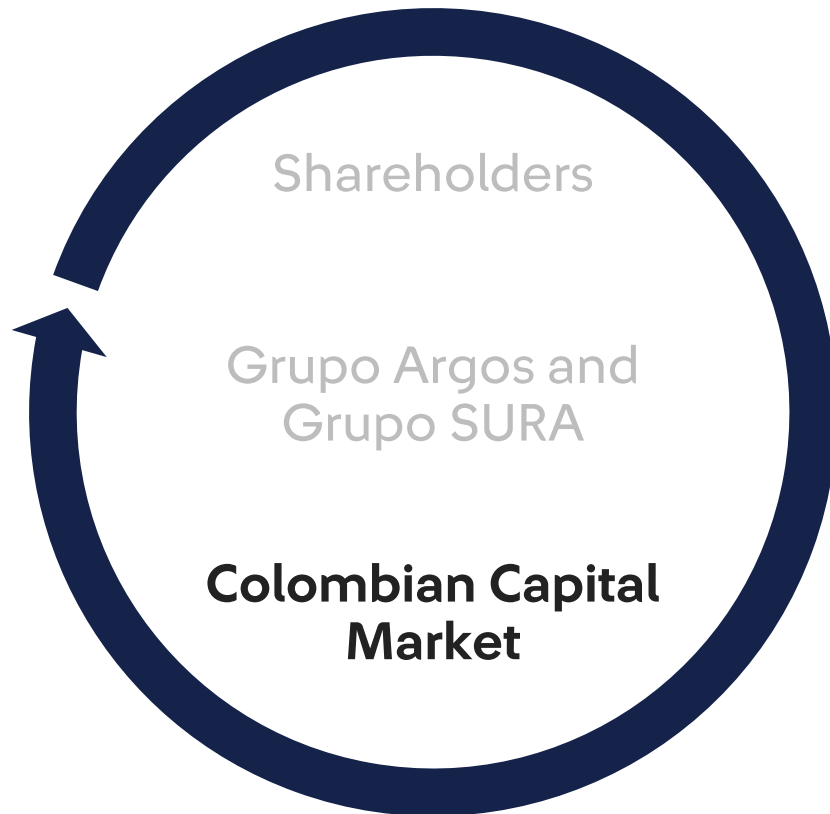 Shareholders
Grupo Argos and
Grupo SURA
Colombian Capital
Market